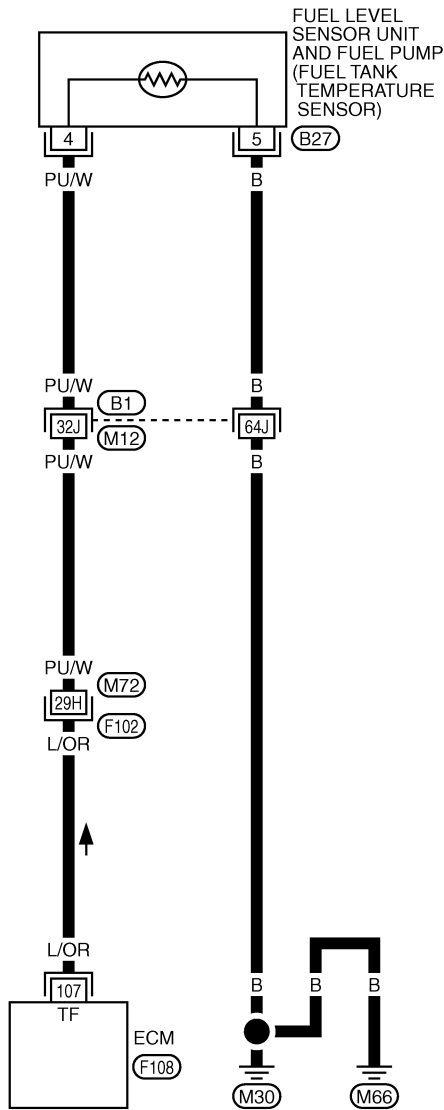 FUEL LEVEL
SENSOR UNIT
AND FUEL PUMP
(FUEL TANK
TEMPERATURE
SENSOR)
4
5
B27
PU/W
B
PU/W
B1
B
32J
64J
M12
PU/W
B
PU/W
M72
29H
F102
L/OR
L/OR
B
B
B
107
TF
ECM
F108
M30
M66